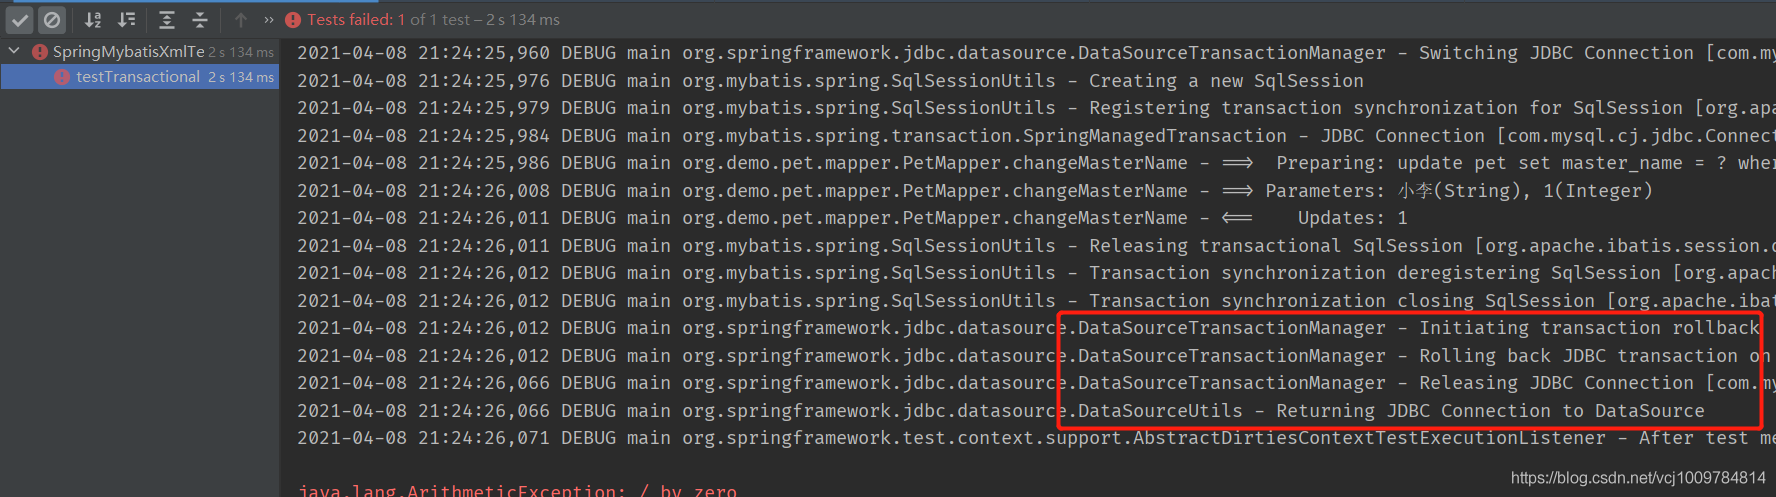 Tests failed: 1 of 1 test – 2 s 134 ms
SpringMybatisXmlTe 2 s 134 ms
testTransactional 2 s 134 ms
2021-04-08 21:24:25,960 DEBUG main org.springframework.jdbc.datasource.DataSourceTransactionManager - Switching JDBC Connection [com.my
2021-04-08 21:24:25,976 DEBUG main org.mybatis.spring.SqlSessionUtils - Creating a new SqlSession
2021-04-08 21:24:25,979 DEBUG main org.mybatis.spring.SqlSessionUtils - Registering transaction synchronization for SqlSession [org.apa
2021-04-08 21:24:25,984 DEBUG main org.mybatis.spring.transaction.SpringManagedTransaction - JDBC Connection [com.mysql.cj.jdbc.Connect
2021-04-08 21:24:25,986 DEBUG main org.demo.pet.mapper.PetMapper.changeMasterName - ==>  Preparing: update pet set master_name = ? wher
2021-04-08 21:24:26,008 DEBUG main org.demo.pet.mapper.PetMapper.changeMasterName - ==> Parameters: 小李(String), 1(Integer)
2021-04-08 21:24:26,011 DEBUG main org.demo.pet.mapper.PetMapper.changeMasterName - <==    Updates: 1
2021-04-08 21:24:26,011 DEBUG main org.mybatis.spring.SqlSessionUtils - Releasing transactional SqlSession [org.apache.ibatis.session.d
2021-04-08 21:24:26,012 DEBUG main org.mybatis.spring.SqlSessionUtils - Transaction synchronization deregistering SqlSession [org.apach
2021-04-08 21:24:26,012 DEBUG main org.mybatis.spring.SqlSessionUtils - Transaction synchronization closing SqlSession [org.apache.ibat
2021-04-08 21:24:26,012 DEBUG main org.springframework.jdbc.datasource.DataSourceTransactionManager - Initiating transaction rollback
2021-04-08 21:24:26,012 DEBUG main org.springframework.jdbc.datasource.DataSourceTransactionManager - Rolling back JDBC transaction on
2021-04-08 21:24:26,066 DEBUG main org.springframework.jdbc.datasource.DataSourceTransactionManager - Releasing JDBC Connection [com.my
2021-04-08 21:24:26,066 DEBUG main org.springframework.jdbc.datasource.DataSourceUtils - Returning JDBC Connection to DataSource
2021-04-08 21:24:26,071 DEBUG main org.springframework.test.context.support.AbstractDirtiesContextTestExecutionListener - After test me
java.lang.ArithmeticException: / by zero
https://blog.csdn.net/vcj1009784814